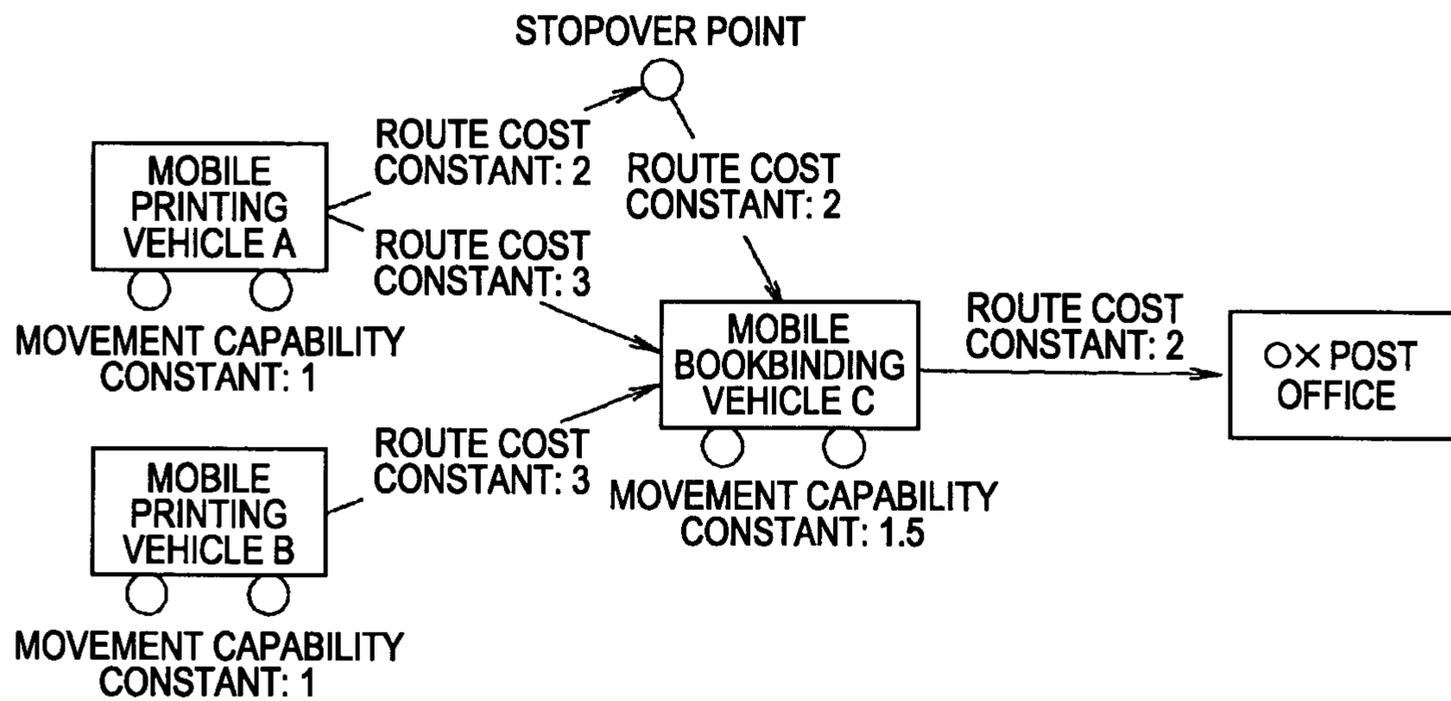 STOPOVER POINT
ROUTE COST
CONSTANT: 2
ROUTE COST
CONSTANT: 2
MOBILE
PRINTING
VEHICLE A
ROUTE COST
CONSTANT: 3
MOVEMENT CAPABILITY
CONSTANT: 1
MOBILE
BOOKBINDING
VEHICLE C
ROUTE COST
CONSTANT: 2
○× POST
OFFICE
ROUTE COST
CONSTANT: 3
MOBILE
PRINTING
VEHICLE B
MOVEMENT CAPABILITY
CONSTANT: 1.5
MOVEMENT CAPABILITY
CONSTANT: 1